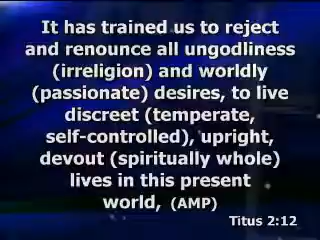 It has trained us to reject
and renounce all ungodliness
(irreligion) and worldly
(passionate) desires, to live
discreet (temperate,
self-controlled), upright,
devout (spiritually whole)
lives in this present
world, (AMP)
Titus 2:12